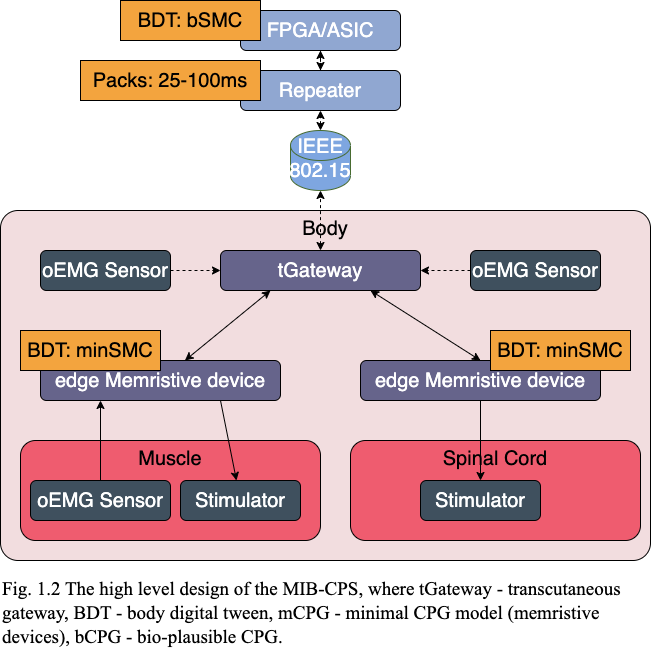 BDT: bSMC
FPGA/ASIC
Packs: 25-100ms
Repeater
IEEE
802.15
Body
oEMG Sensor
tGateway
oEMG Sensor
BDT: minSMC
BDT: minSMC
edge Memristive device
edge Memristive device
Muscle
Spinal Cord
oEMG Sensor
Stimulator
Stimulator
Fig. 1.2 The high level design of the MIB-CPS, where tGateway - transcutaneous
gateway, BDT - body digital tween, mCPG - minimal CPG model (memristive
devices), bCPG - bio-plausible CPG.